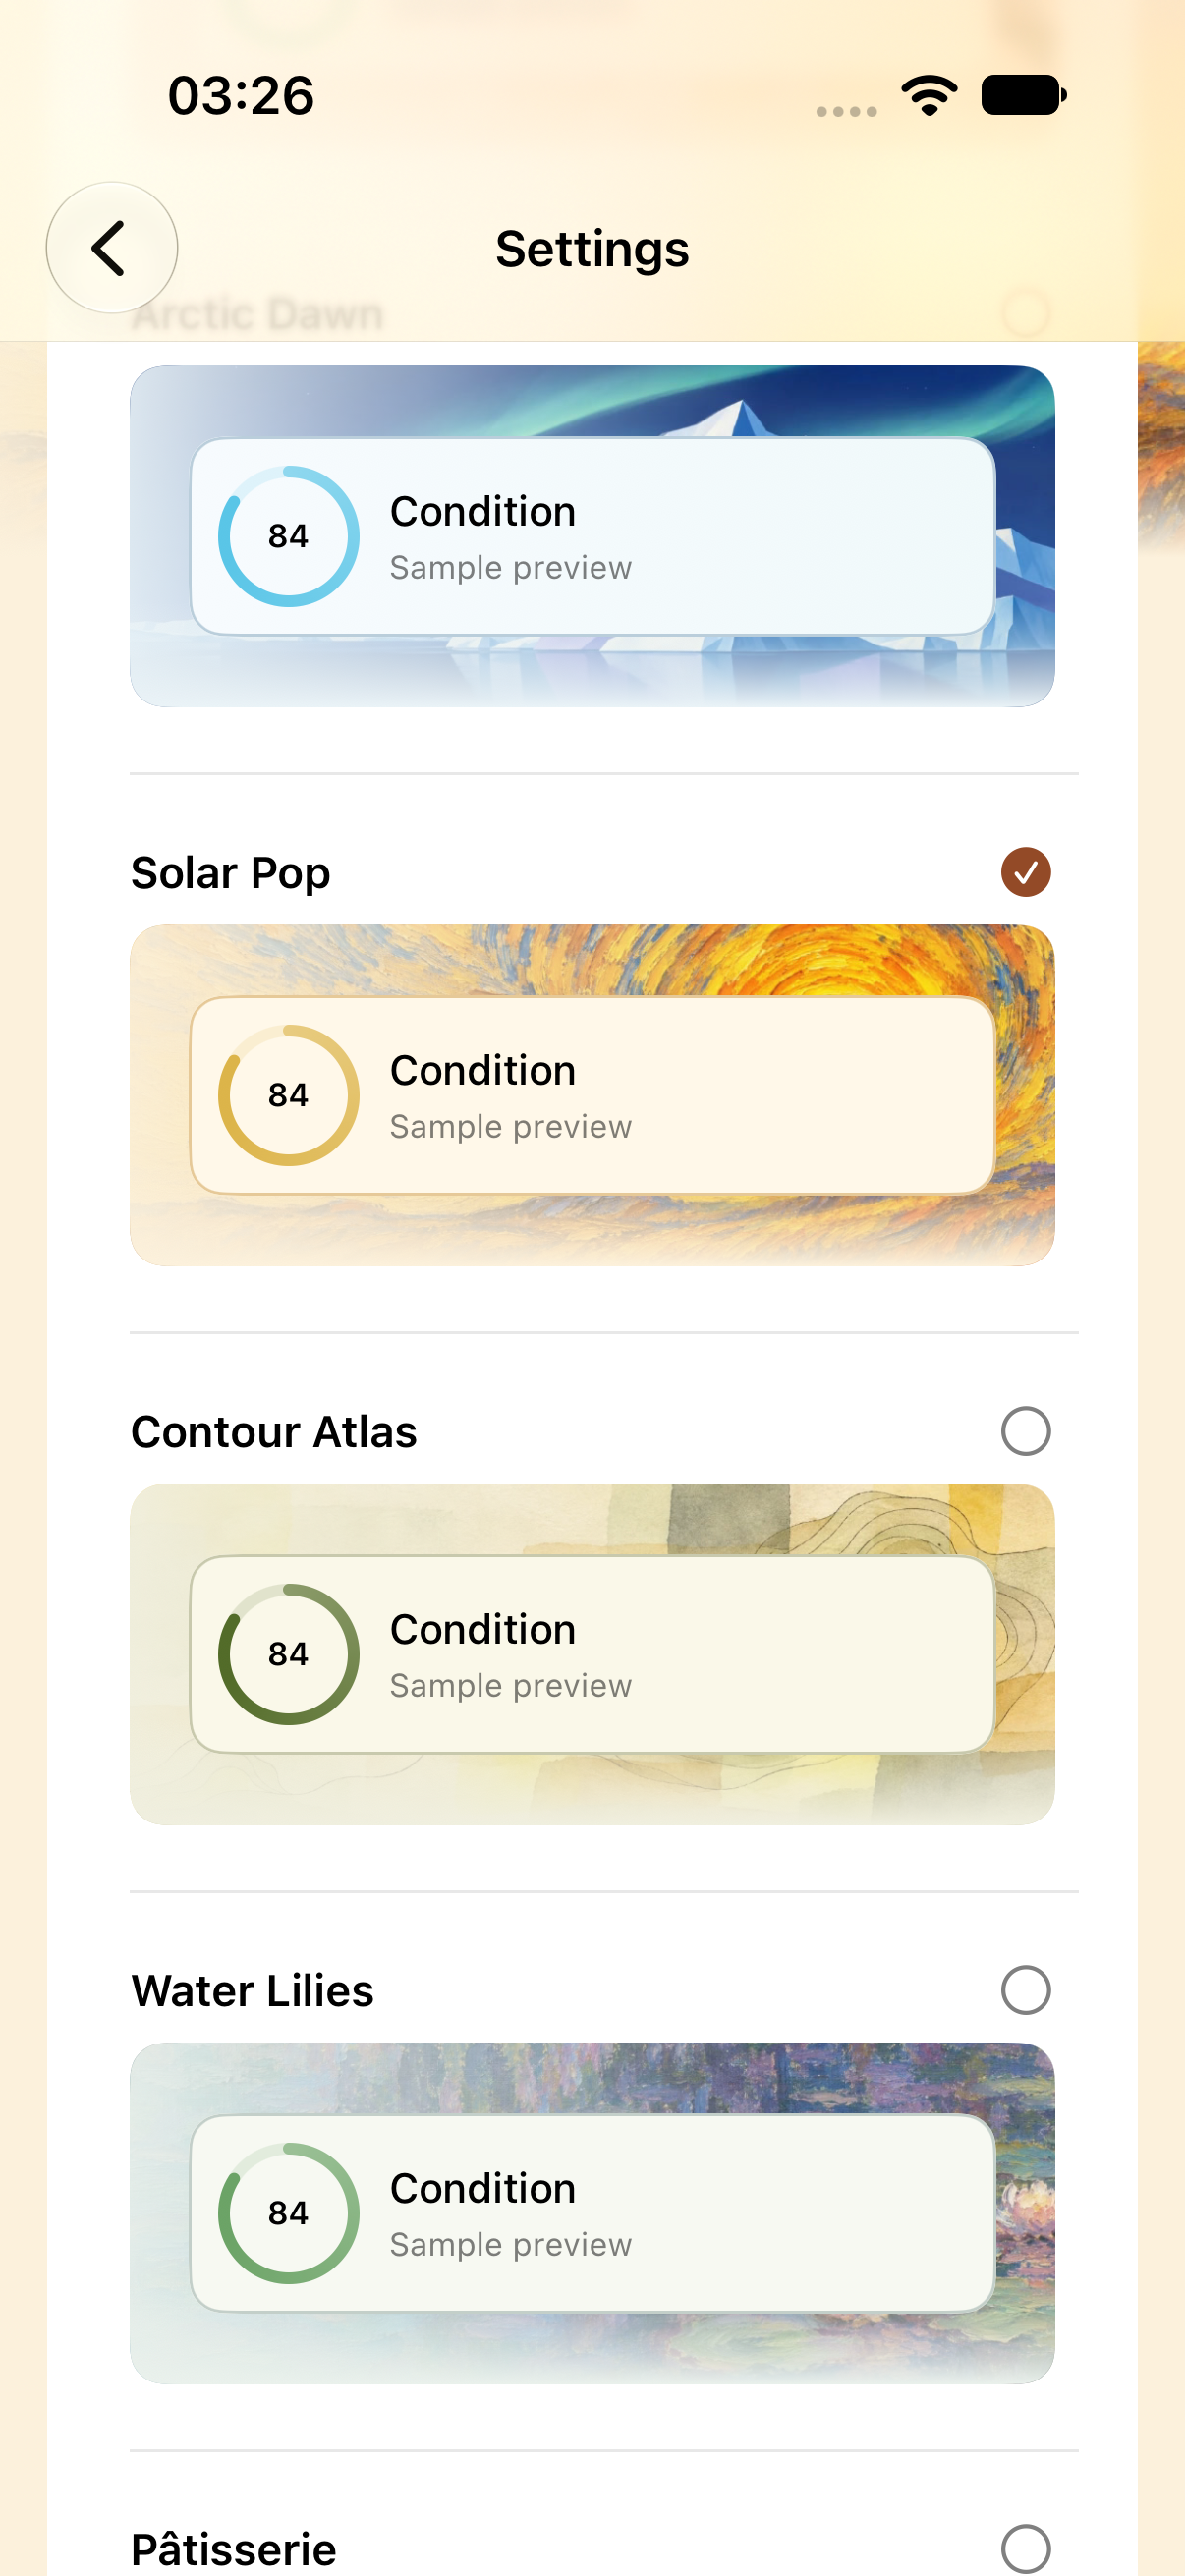 03:26
Settings
Arctic Dawn
84
Condition
Sample preview
Solar Pop
84
Condition
Sample preview
Contour Atlas
84
Condition
Sample preview
Water Lilies
84
Condition
Sample preview
Pâtisserie